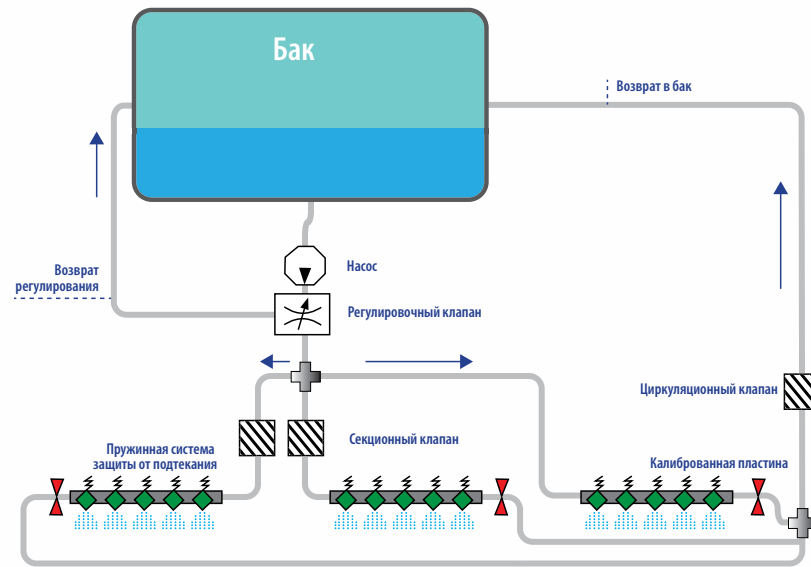 Бак
Возврат в бак
Насос
Возврат
регулирования
Регулировочный клапан
Циркуляционный клапан
Секционный клапан
Пружинная система
защиты от подтекания
Калиброванная пластина